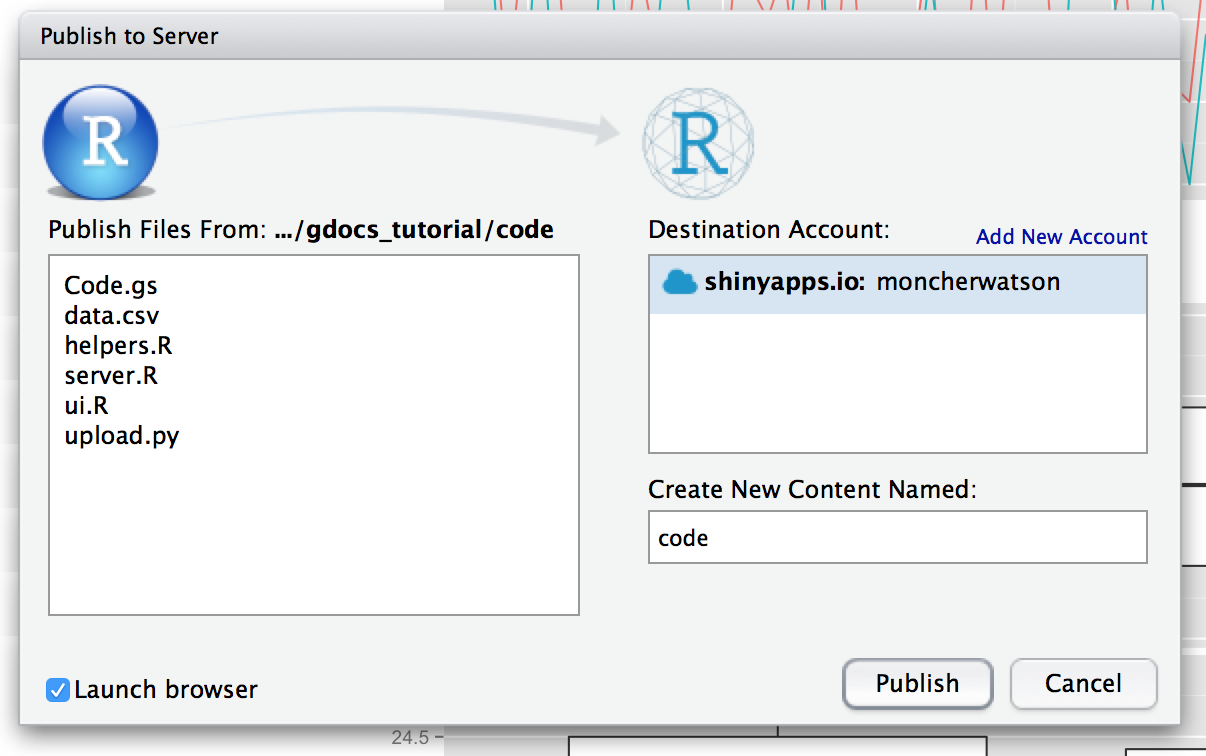 Publish to Server
R
R
Publish Files From: .../gdocs_tutorial/code
Code.gs
data.csv
helpers.R
server.R
ui.R
upload.py
Destination Account:
Add New Account
shinyapps.io: moncherwatson
Create New Content Named:
code
Launch browser
Publish
Cancel
24.5